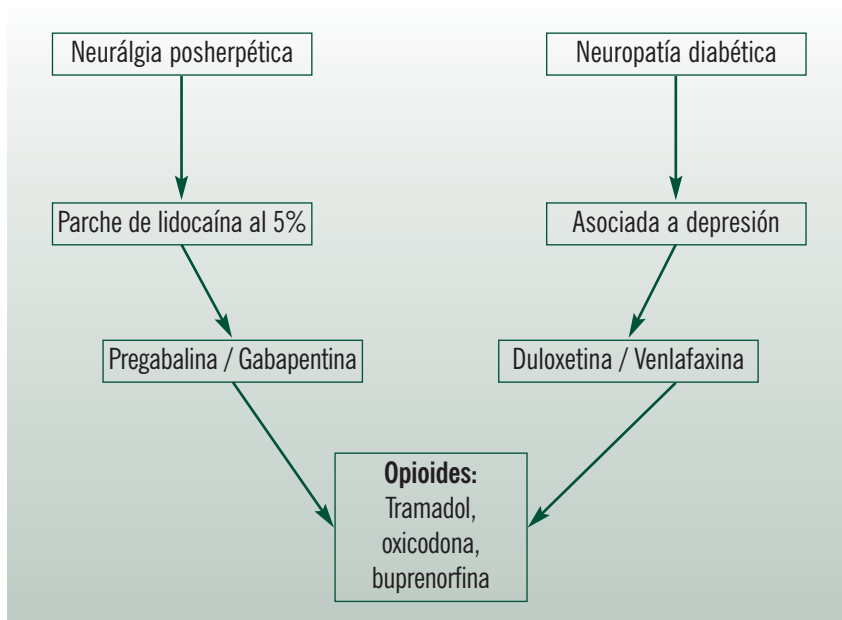 Neurálgia posherpética
Neuropatía diabética
Parche de lidocaína al 5%
Asociada a depresión
Pregabalina / Gabapentina
Duloxetina / Venlafaxina
Opioides:
Tramadol,
oxicodona,
buprenorfina